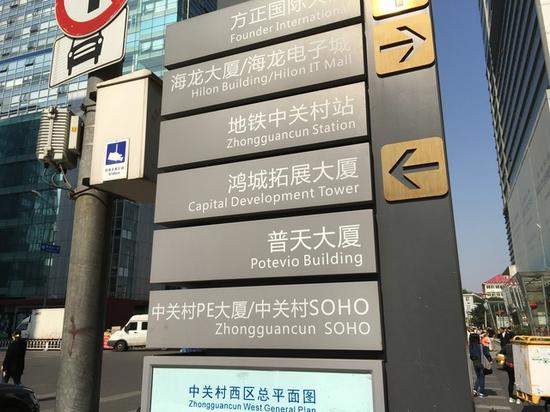 方正国际大厦
Founder International
海龙大厦/海龙电子城
Hilon Building/Hilon IT Mall
地铁中关村站
Zhongguancun Station
鸿城拓展大厦
Capital Development Tower
普天大厦
Potevio Building
中关村PE大厦/中关村SOHO
Zhongguancun SOHO
中关村西区总平面图
Zhongguancun West General Plan